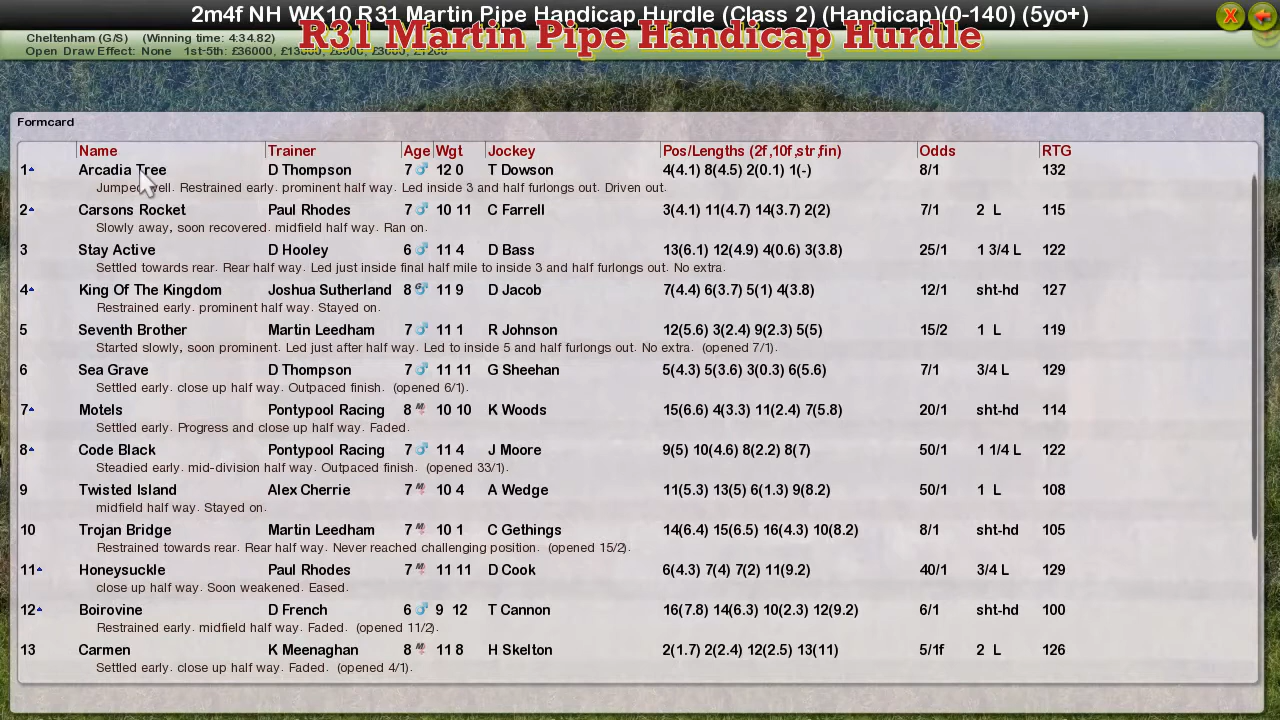 2m4f NH WK10 R31 Martin Pipe Handicap Hurdle (Class 2) (Handicap)(0-140) (5yo+)
R31 Martin Pipe Handicap Hurdle
Cheltenham (G/S) (Winning time: 4:34.82)
Open Draw Effect: None 1st-5th: £36000, £13000, £6000, £3000, £1200
Formcard
Name Trainer Age Wgt Jockey Pos/Lengths (2f,10f,str,fin) Odds RTG
1 Arcadia Tree D Thompson 7 12 0 T Dowson 4(4.1) 8(4.5) 2(0.1) 1(-) 8/1 132
Jumped well. Restrained early. prominent half way. Led inside 3 and half furlongs out. Driven out.
2 Carsons Rocket Paul Rhodes 7 10 11 C Farrell 3(4.1) 11(4.7) 14(3.7) 2(2) 7/1 2 L 115
Slowly away, soon recovered. midfield half way. Ran on.
3 Stay Active D Hooley 6 11 4 D Bass 13(6.1) 12(4.9) 4(0.6) 3(3.8) 25/1 1 3/4 L 122
Settled towards rear. Rear half way. Led just inside final half mile to inside 3 and half furlongs out. No extra.
4 King Of The Kingdom Joshua Sutherland 8 11 9 D Jacob 7(4.4) 6(3.7) 5(1) 4(3.8) 12/1 sht-hd 127
Restrained early. prominent half way. Stayed on.
5 Seventh Brother Martin Leedham 7 11 1 R Johnson 12(5.6) 3(2.4) 9(2.3) 5(5) 15/2 1 L 119
Started slowly, soon prominent. Led just after half way. Led to inside 5 and half furlongs out. No extra. (opened 7/1).
6 Sea Grave D Thompson 7 11 11 G Sheehan 5(4.3) 5(3.6) 3(0.3) 6(5.6) 7/1 3/4 L 129
Settled early. close up half way. Outpaced finish. (opened 6/1).
7 Motels Pontypool Racing 8 10 10 K Woods 15(6.6) 4(3.3) 11(2.4) 7(5.8) 20/1 sht-hd 114
Settled early. Progress and close up half way. Faded.
8 Code Black Pontypool Racing 7 11 4 J Moore 9(5) 10(4.6) 8(2.2) 8(7) 50/1 1 1/4 L 122
Steadied early. mid-division half way. Outpaced finish. (opened 33/1).
9 Twisted Island Alex Cherrie 7 10 4 A Wedge 11(5.3) 13(5) 6(1.3) 9(8.2) 50/1 1 L 108
midfield half way. Stayed on.
10 Trojan Bridge Martin Leedham 7 10 1 C Gethings 14(6.4) 15(6.5) 16(4.3) 10(8.2) 8/1 sht-hd 105
Restrained towards rear. Rear half way. Never reached challenging position. (opened 15/2).
11 Honeysuckle Paul Rhodes 7 11 11 D Cook 6(4.3) 7(4) 7(2) 11(9.2) 40/1 3/4 L 129
close up half way. Soon weakened. Eased.
12 Boirovine D French 6 9 12 T Cannon 16(7.8) 14(6.3) 10(2.3) 12(9.2) 6/1 sht-hd 100
Restrained early. midfield half way. Faded. (opened 11/2).
13 Carmen K Meenaghan 8 11 8 H Skelton 2(1.7) 2(2.4) 12(2.5) 13(11) 5/1f 2 L 126
Settled early. close up half way. Faded. (opened 4/1).